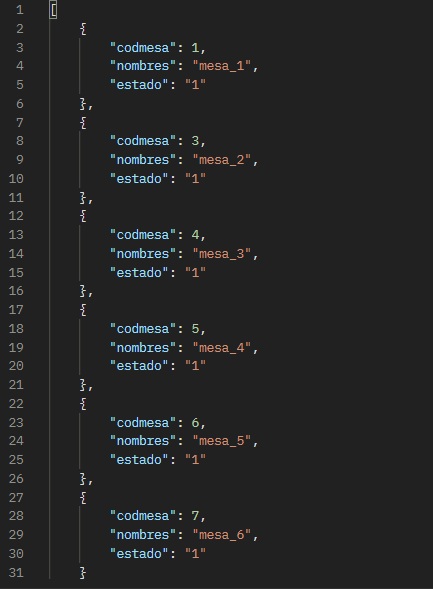 1 [
2 {
3 "codmesa": 1,
4 "nombres": "mesa_1",
5 "estado": "1"
6 },
7 {
8 "codmesa": 3,
9 "nombres": "mesa_2",
10 "estado": "1"
11 },
12 {
13 "codmesa": 4,
14 "nombres": "mesa_3",
15 "estado": "1"
16 },
17 {
18 "codmesa": 5,
19 "nombres": "mesa_4",
20 "estado": "1"
21 },
22 {
23 "codmesa": 6,
24 "nombres": "mesa_5",
25 "estado": "1"
26 },
27 {
28 "codmesa": 7,
29 "nombres": "mesa_6",
30 "estado": "1"
31 }